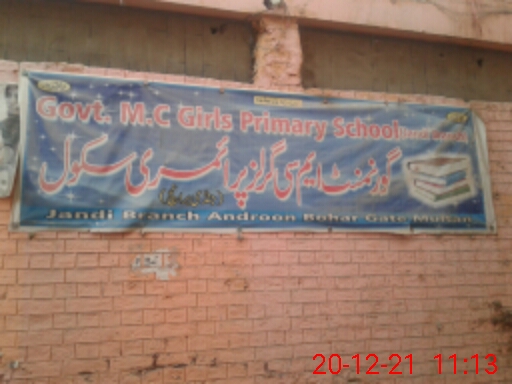 Govt. M.C Girls Primary School
گورنمنٹ ایم سی گرلز پرائمری سکول
Jandi Branch Androon Bohar Gate Multan
20-12-21 11:13